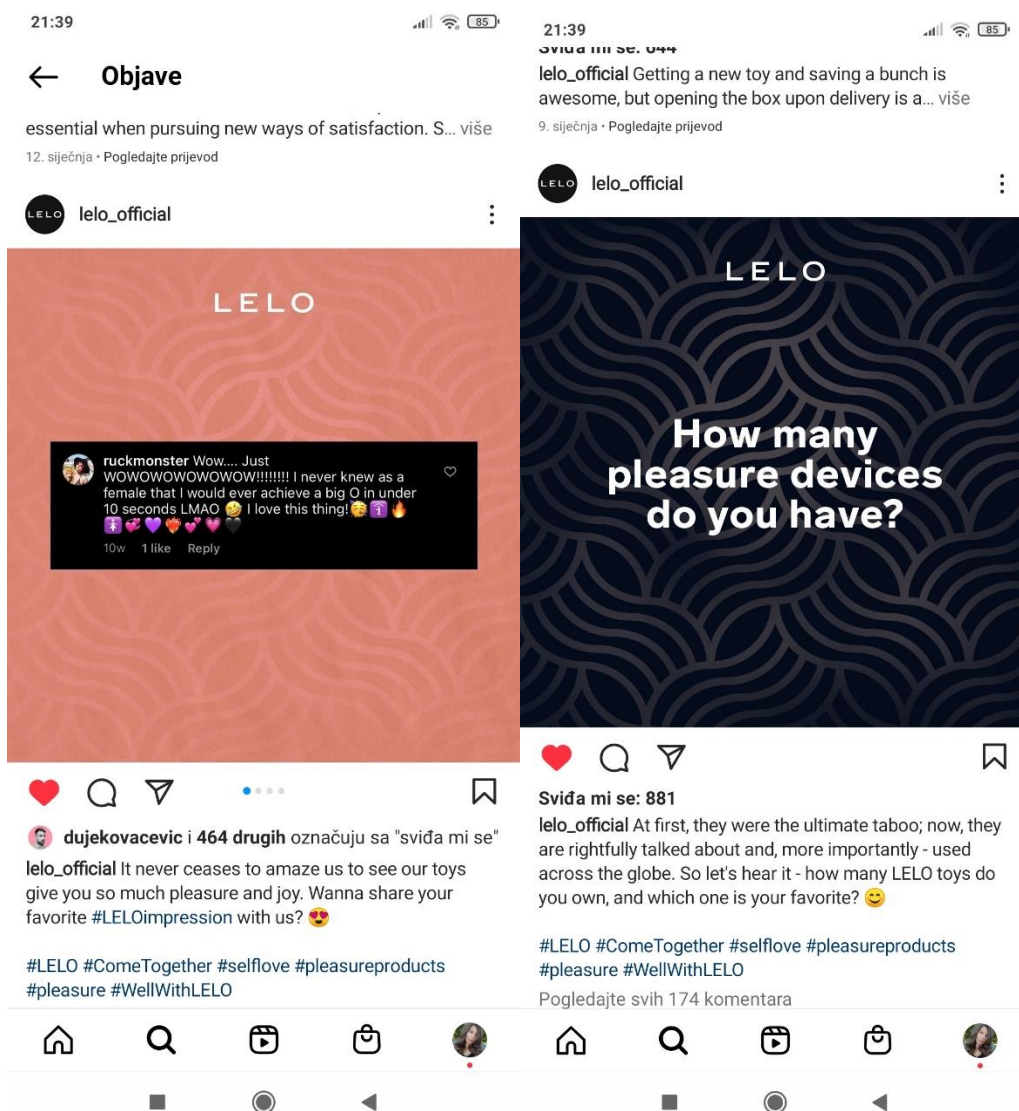 21:39
85
Objave
essential when pursuing new ways of satisfaction. S... više
12. siječnja • Pogledajte prijevod
LELO
lelo_official
LELO
ruckmonster Wow.... Just
WOWOWOWOWOWOW!!!!!!!! I never knew as a
female that I would ever achieve a big O in under
10 seconds LMAO 🤣 I love this thing!🥳🛐🔥
🚺💞💜❤️‍🔥💕💗🖤
10w 1 like Reply
dujekovacevic i 464 drugih označuju sa "sviđa mi se"
lelo_official It never ceases to amaze us to see our toys
give you so much pleasure and joy. Wanna share your
favorite #LELOimpression with us? 😍
#LELO #ComeTogether #selflove #pleasureproducts
#pleasure #WellWithLELO
21:39
85
Sviđa mi se: 644
lelo_official Getting a new toy and saving a bunch is
awesome, but opening the box upon delivery is a... više
9. siječnja • Pogledajte prijevod
LELO
lelo_official
LELO
How many
pleasure devices
do you have?
Sviđa mi se: 881
lelo_official At first, they were the ultimate taboo; now, they
are rightfully talked about and, more importantly - used
across the globe. So let's hear it - how many LELO toys do
you own, and which one is your favorite? 😊
#LELO #ComeTogether #selflove #pleasureproducts
#pleasure #WellWithLELO
Pogledajte svih 174 komentara